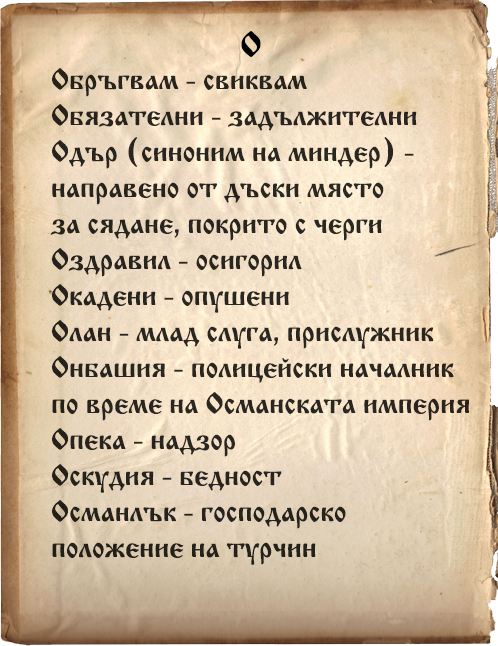 О
Обръгвам - свиквам
Обязателни - задължителни
Одър (синоним на миндер) -
направено от дъски място
за сядане, покрито с черги
Оздравил - осигорил
Окадени - опушени
Олан - млад слуга, прислужник
Онбашия - полицейски началник
по време на Османската империя
Опека - надзор
Оскудия - бедност
Османлък - господарско
положение на турчин